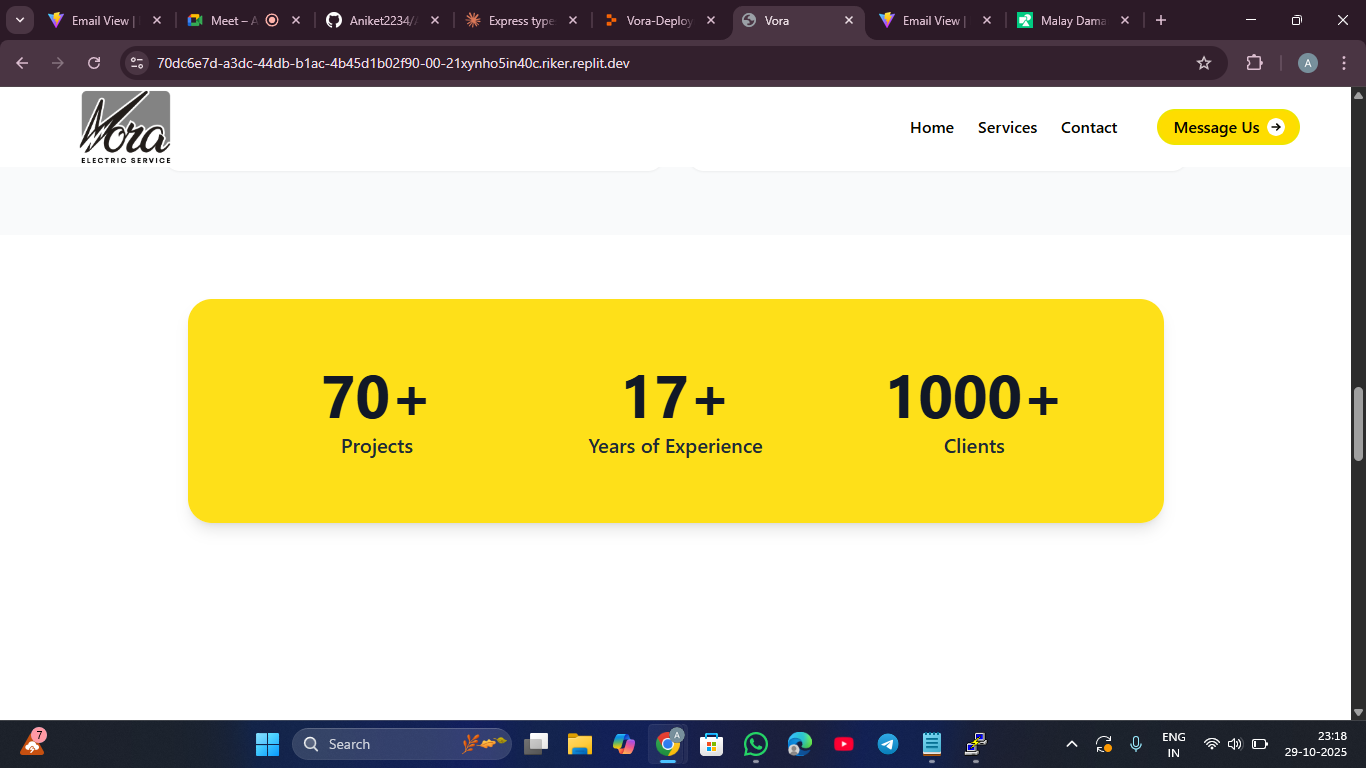 Email View |
Meet – A
Aniket2234/A
Express type
Vora-Deploy
Vora
Email View |
Malay Dama
70dc6e7d-a3dc-44db-b1ac-4b45d1b02f90-00-21xynho5in40c.riker.replit.dev
A
Vora
ELECTRIC SERVICE
Home
Services
Contact
Message Us
70+
Projects
17+
Years of Experience
1000+
Clients
7
Search
A
ENG
IN
23:18
29-10-2025